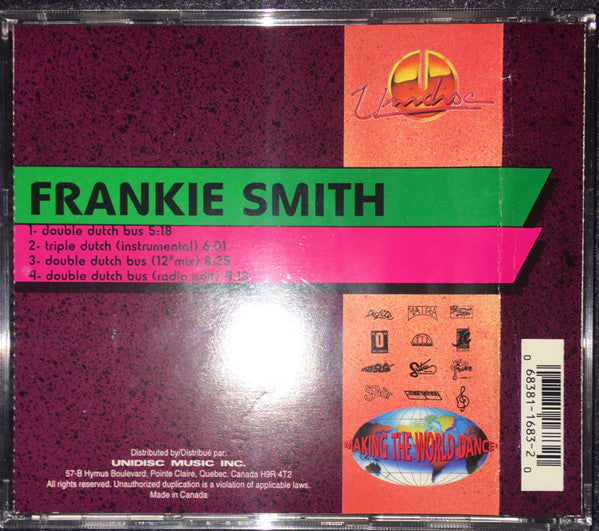 Unidisc
FRANKIE SMITH
1- double dutch bus 5:18
2- triple dutch (instrumental) 6:01
3- double dutch bus (12"mix) 8:25
4- double dutch bus (radio edit) 4:18
MATRA
MAKING THE WORLD DANCE
0 68381-1683-2 0
Distributed by/Distribué par:
UNIDISC MUSIC INC.
57-B Hymus Boulevard, Pointe Claire, Quebec, Canada H9R 4T2
All rights reserved. Unauthorized duplication is a violation of applicable laws.
Made in Canada